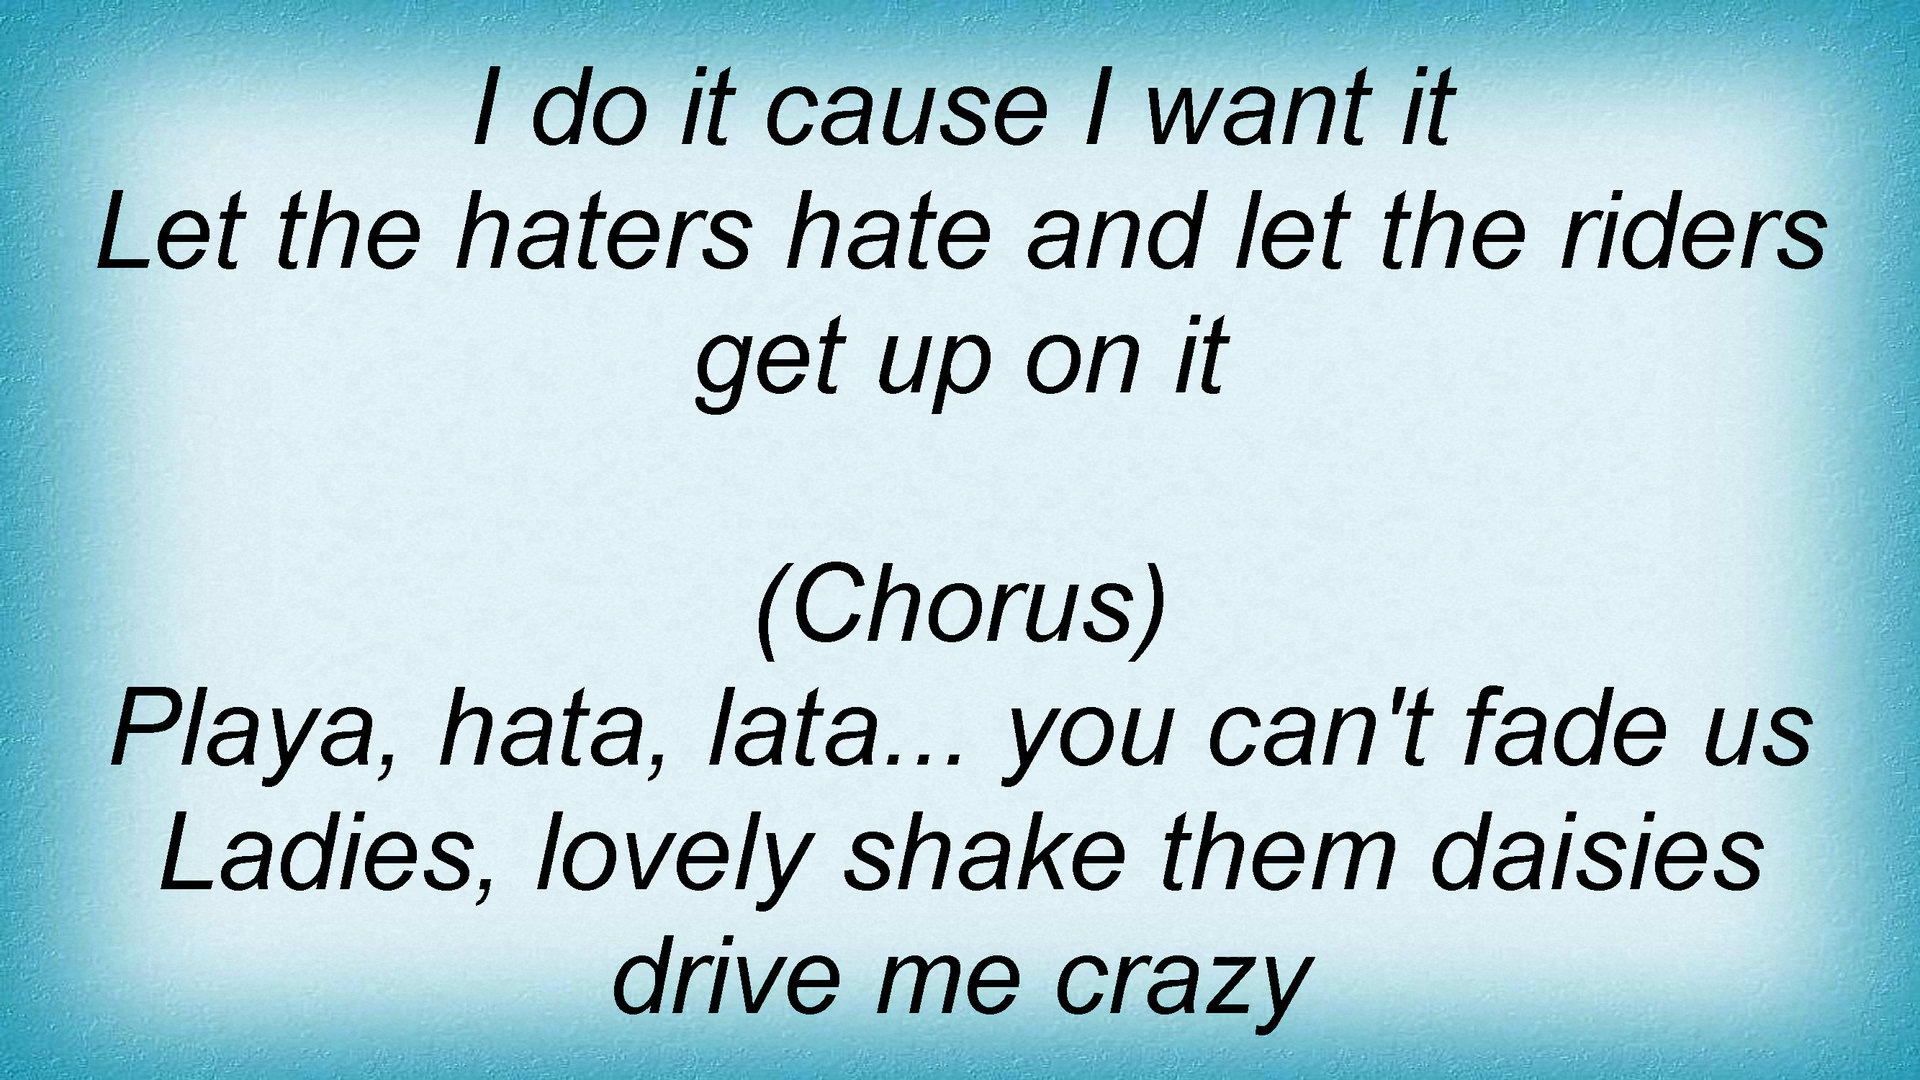 I do it cause I want it
Let the haters hate and let the riders
get up on it
(Chorus)
Playa, hata, lata... you can't fade us
Ladies, lovely shake them daisies
drive me crazy